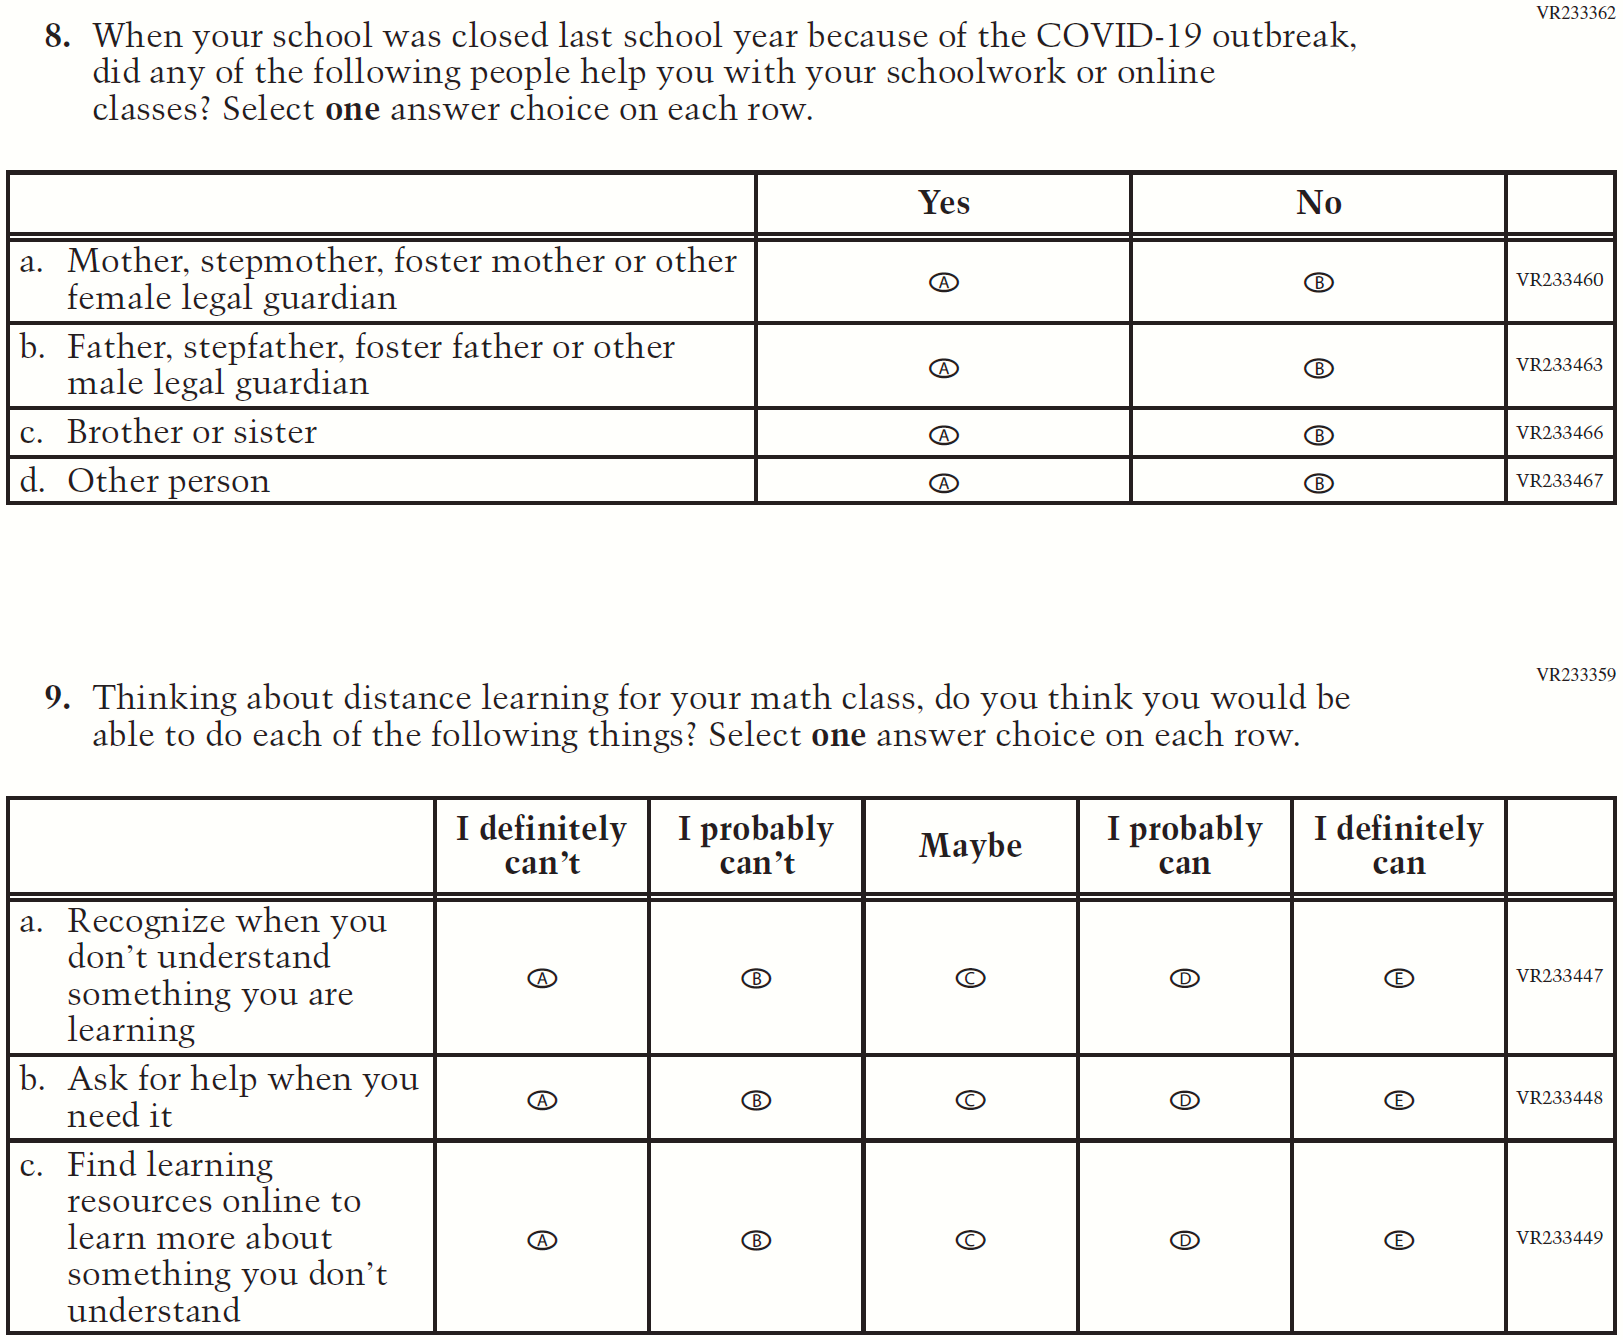 VR233362
8. When your school was closed last school year because of the COVID-19 outbreak,
did any of the following people help you with your schoolwork or online
classes? Select one answer choice on each row.
Yes No
a. Mother, stepmother, foster mother or other
female legal guardian
A B VR233460
b. Father, stepfather, foster father or other
male legal guardian
A B VR233463
c. Brother or sister A B VR233466
d. Other person A B VR233467
VR233359
9. Thinking about distance learning for your math class, do you think you would be
able to do each of the following things? Select one answer choice on each row.
I definitely can't I probably can't Maybe I probably can I definitely can
a. Recognize when you
don't understand
something you are
learning
A B C D E VR233447
b. Ask for help when you
need it
A B C D E VR233448
c. Find learning
resources online to
learn more about
something you don't
understand
A B C D E VR233449